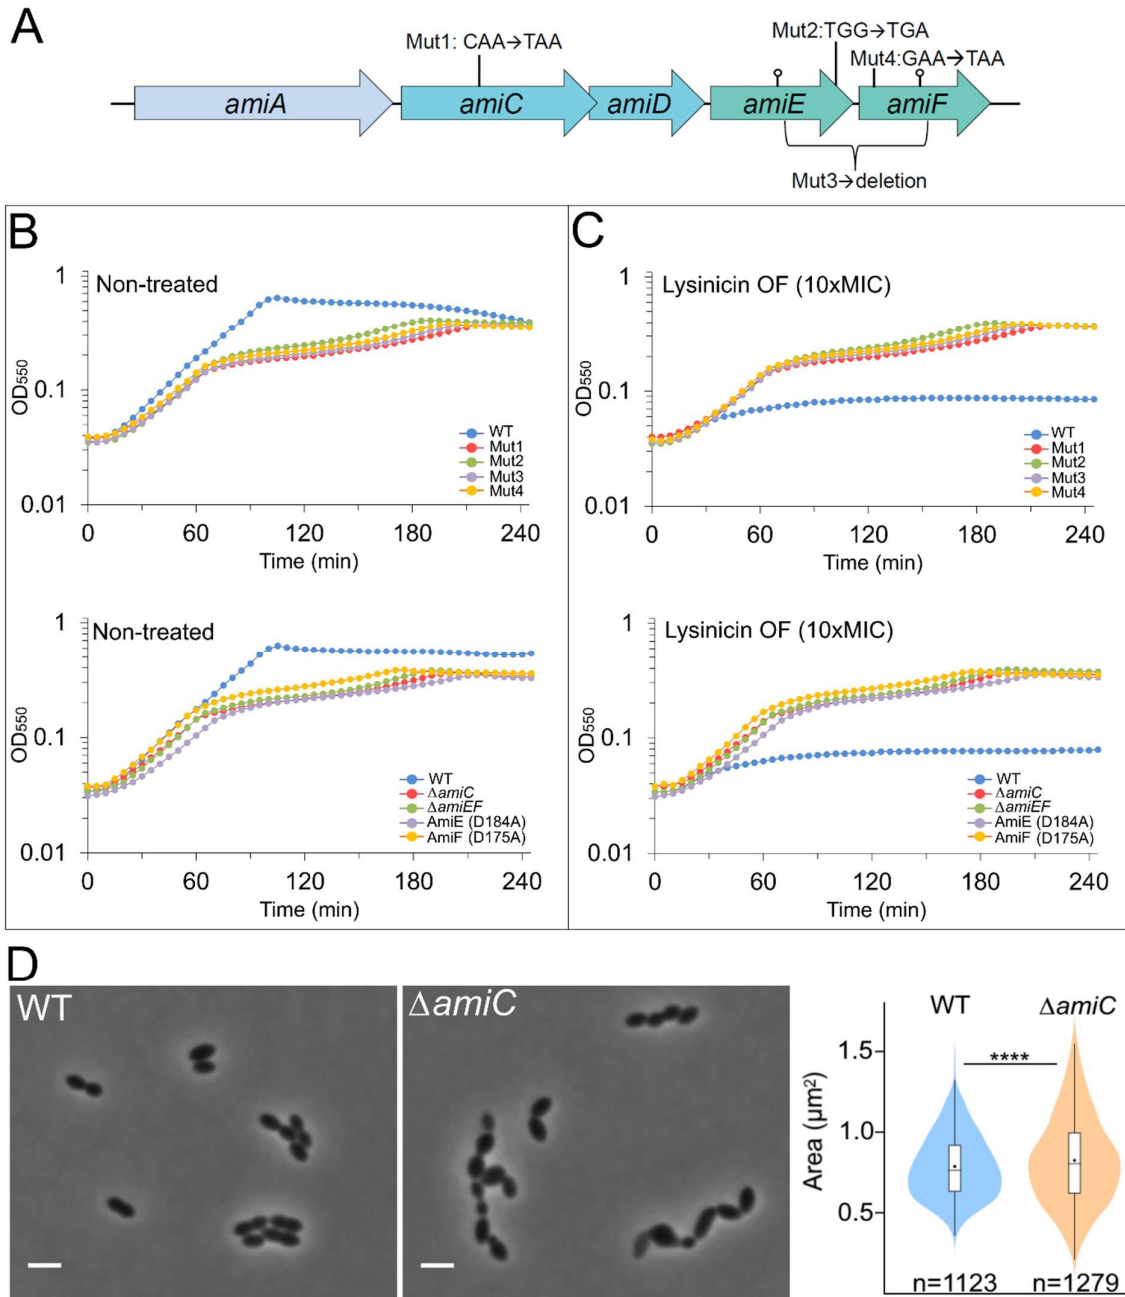 A
Mut1: CAA→TAA
Mut2:TGG→TGA
Mut4:GAA→TAA
amiA
amiC
amiD
amiE
amiF
Mut3→deletion
B
Non-treated
1
0.1
0.01
OD550
0
60
120
180
240
Time (min)
WT
Mut1
Mut2
Mut3
Mut4
Non-treated
1
0.1
0.01
OD550
0
60
120
180
240
Time (min)
WT
ΔamiC
ΔamiEF
AmiE (D184A)
AmiF (D175A)
C
Lysinicin OF (10xMIC)
1
0.1
0.01
OD550
0
60
120
180
240
Time (min)
WT
Mut1
Mut2
Mut3
Mut4
Lysinicin OF (10xMIC)
1
0.1
0.01
OD550
0
60
120
180
240
Time (min)
WT
ΔamiC
ΔamiEF
AmiE (D184A)
AmiF (D175A)
D
WT
ΔamiC
WT
ΔamiC
****
1.5
1.0
0.5
Area (μm²)
n=1123
n=1279